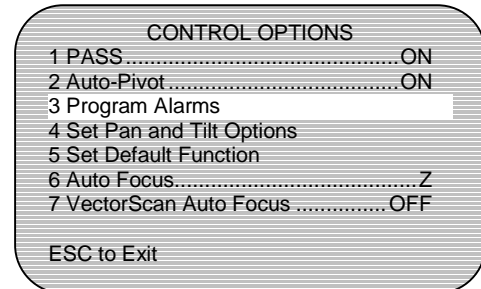 CONTROL OPTIONS
1 PASS..........................................ON
2 Auto-Pivot...................................ON
3 Program Alarms
4 Set Pan and Tilt Options
5 Set Default Function
6 Auto Focus.....................................Z
7 VectorScan Auto Focus ...............OFF
ESC to Exit